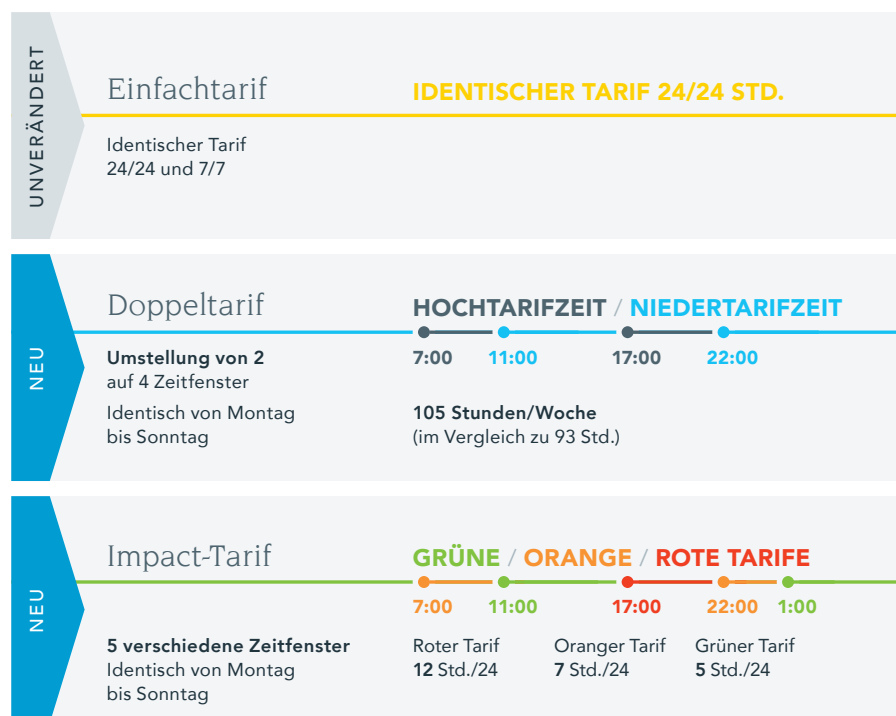 UNVERÄNDERT
Einfachtarif
IDENTISCHER TARIF 24/24 STD.
Identischer Tarif
24/24 und 7/7
NEU
Doppeltarif
HOCHTARIFZEIT / NIEDERTARIFZEIT
7:00 11:00 17:00 22:00
Umstellung von 2
auf 4 Zeitfenster
Identisch von Montag
bis Sonntag
105 Stunden/Woche
(im Vergleich zu 93 Std.)
NEU
Impact-Tarif
GRÜNE / ORANGE / ROTE TARIFE
7:00 11:00 17:00 22:00 1:00
5 verschiedene Zeitfenster
Identisch von Montag
bis Sonntag
Roter Tarif
12 Std./24
Oranger Tarif
7 Std./24
Grüner Tarif
5 Std./24